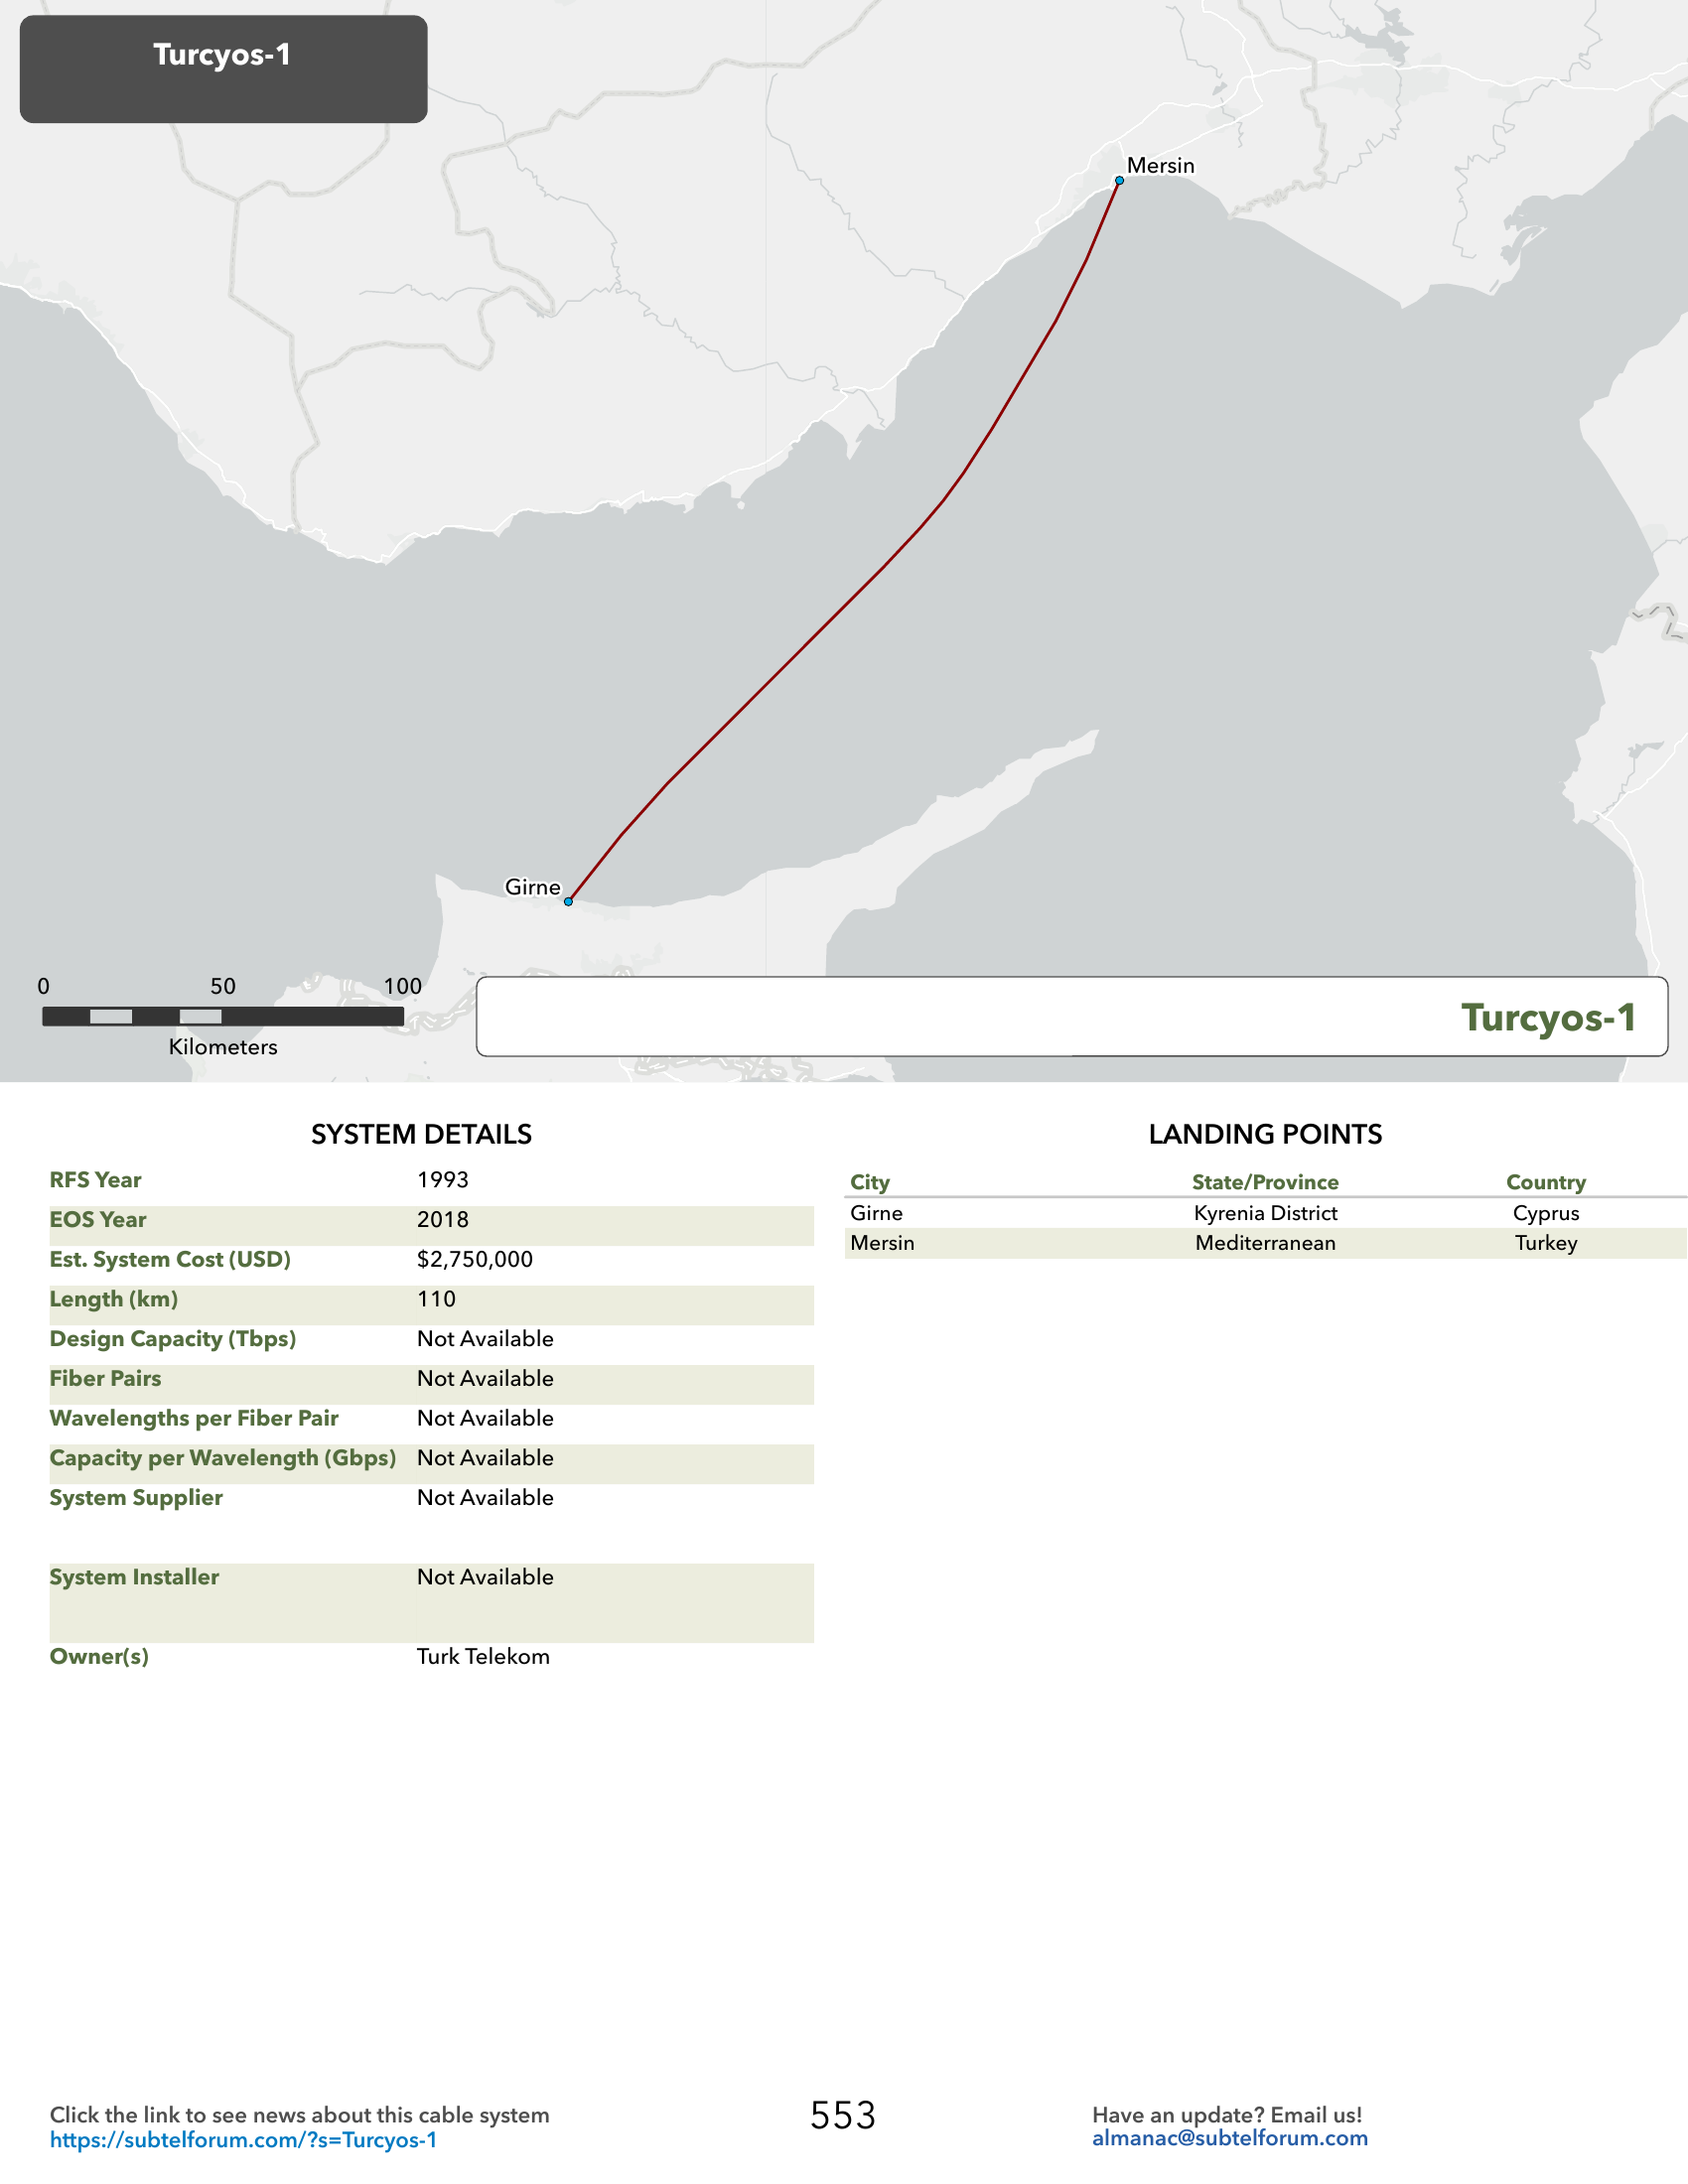 Turcyos-1
Mersin
Girne
0 50 100
Kilometers
Turcyos-1
SYSTEM DETAILS
RFS Year 1993
EOS Year 2018
Est. System Cost (USD) $2,750,000
Length (km) 110
Design Capacity (Tbps) Not Available
Fiber Pairs Not Available
Wavelengths per Fiber Pair Not Available
Capacity per Wavelength (Gbps) Not Available
System Supplier Not Available
System Installer Not Available
Owner(s) Turk Telekom
LANDING POINTS
City State/Province Country
Girne Kyrenia District Cyprus
Mersin Mediterranean Turkey
Click the link to see news about this cable system
https://subtelforum.com/?s=Turcyos-1
553
Have an update? Email us!
almanac@subtelforum.com